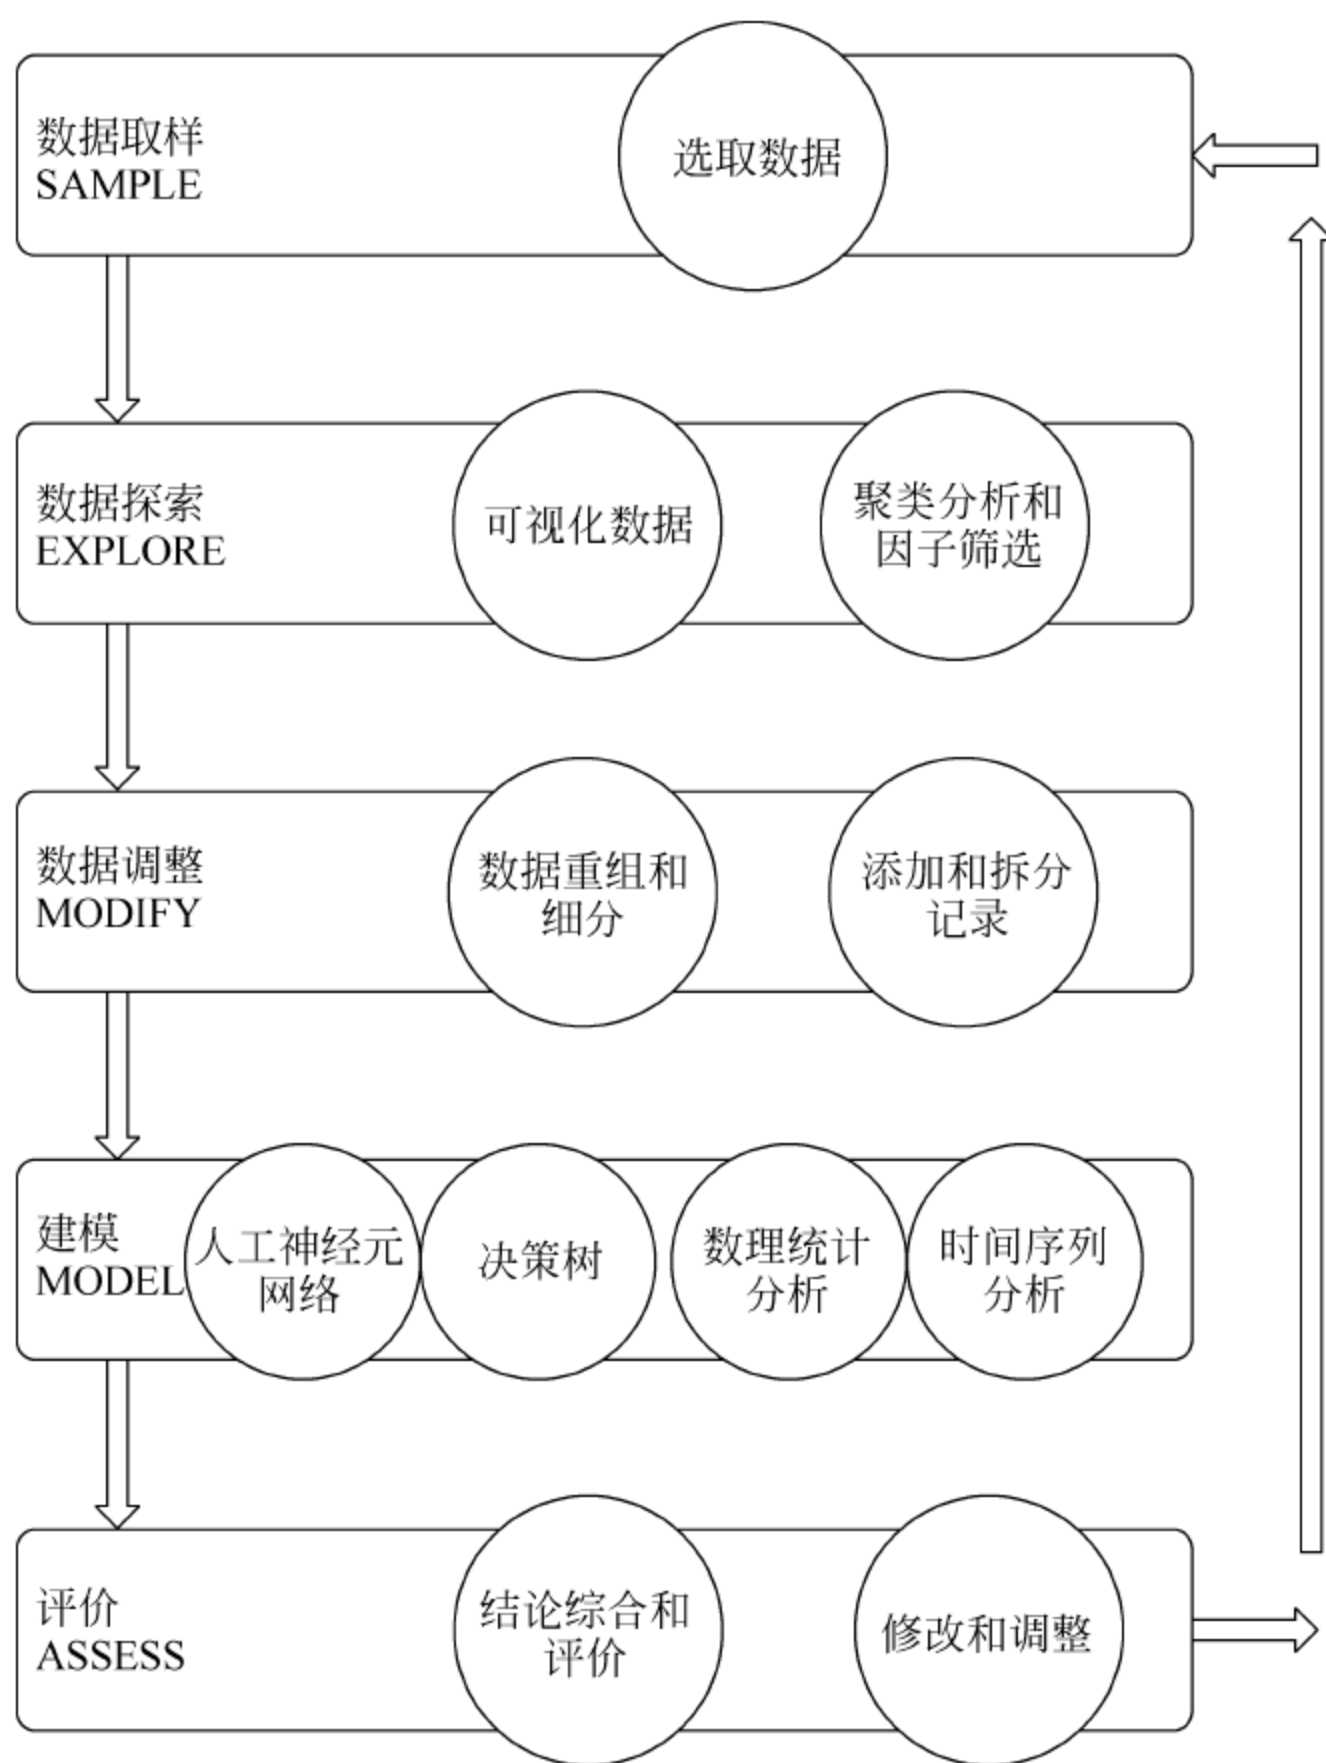 数据取样
SAMPLE
选取数据
数据探索
EXPLORE
可视化数据
聚类分析和
因子筛选
数据调整
MODIFY
数据重组和
细分
添加和拆分
记录
建模
MODEL
人工神经元
网络
决策树
数理统计
分析
时间序列
分析
评价
ASSESS
结论综合和
评价
修改和调整